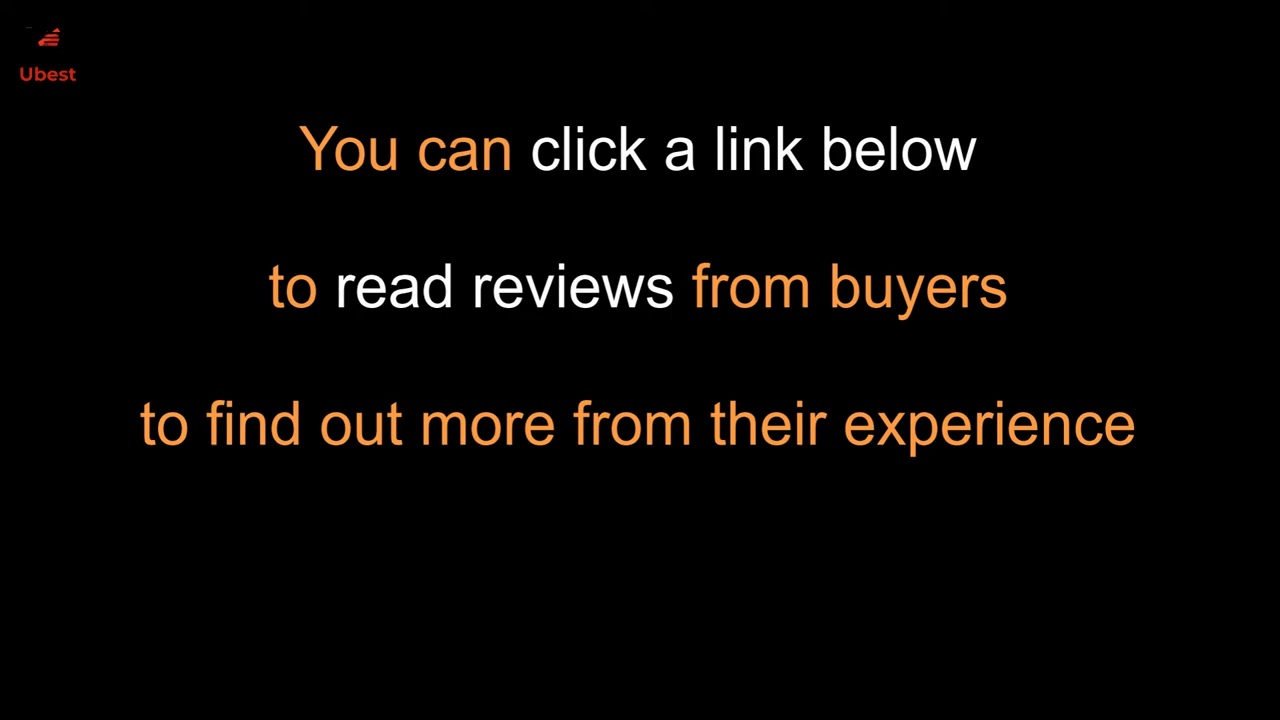 Ubest
You can click a link below
to read reviews from buyers
to find out more from their experience